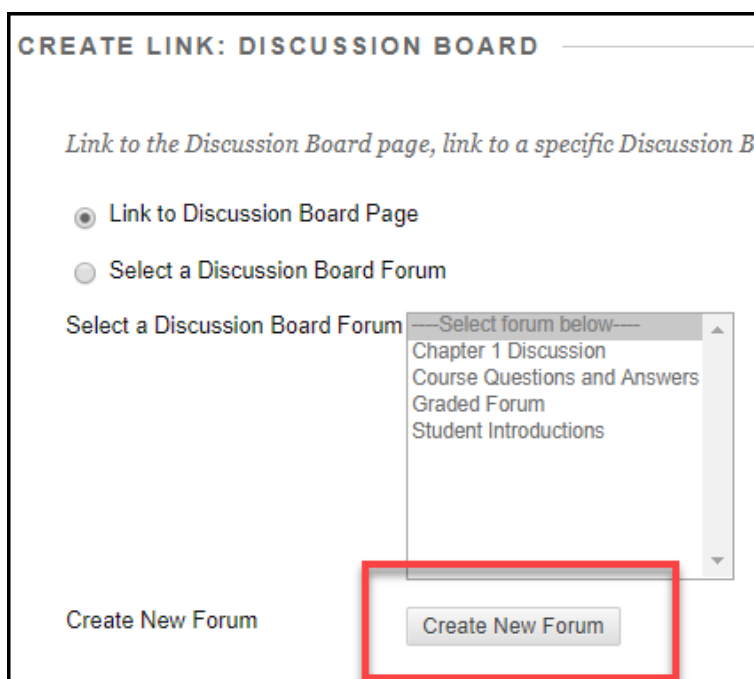 CREATE LINK: DISCUSSION BOARD
Link to the Discussion Board page, link to a specific Discussion B
Link to Discussion Board Page
Select a Discussion Board Forum
Select a Discussion Board Forum
----Select forum below----
Chapter 1 Discussion
Course Questions and Answers
Graded Forum
Student Introductions
Create New Forum
Create New Forum